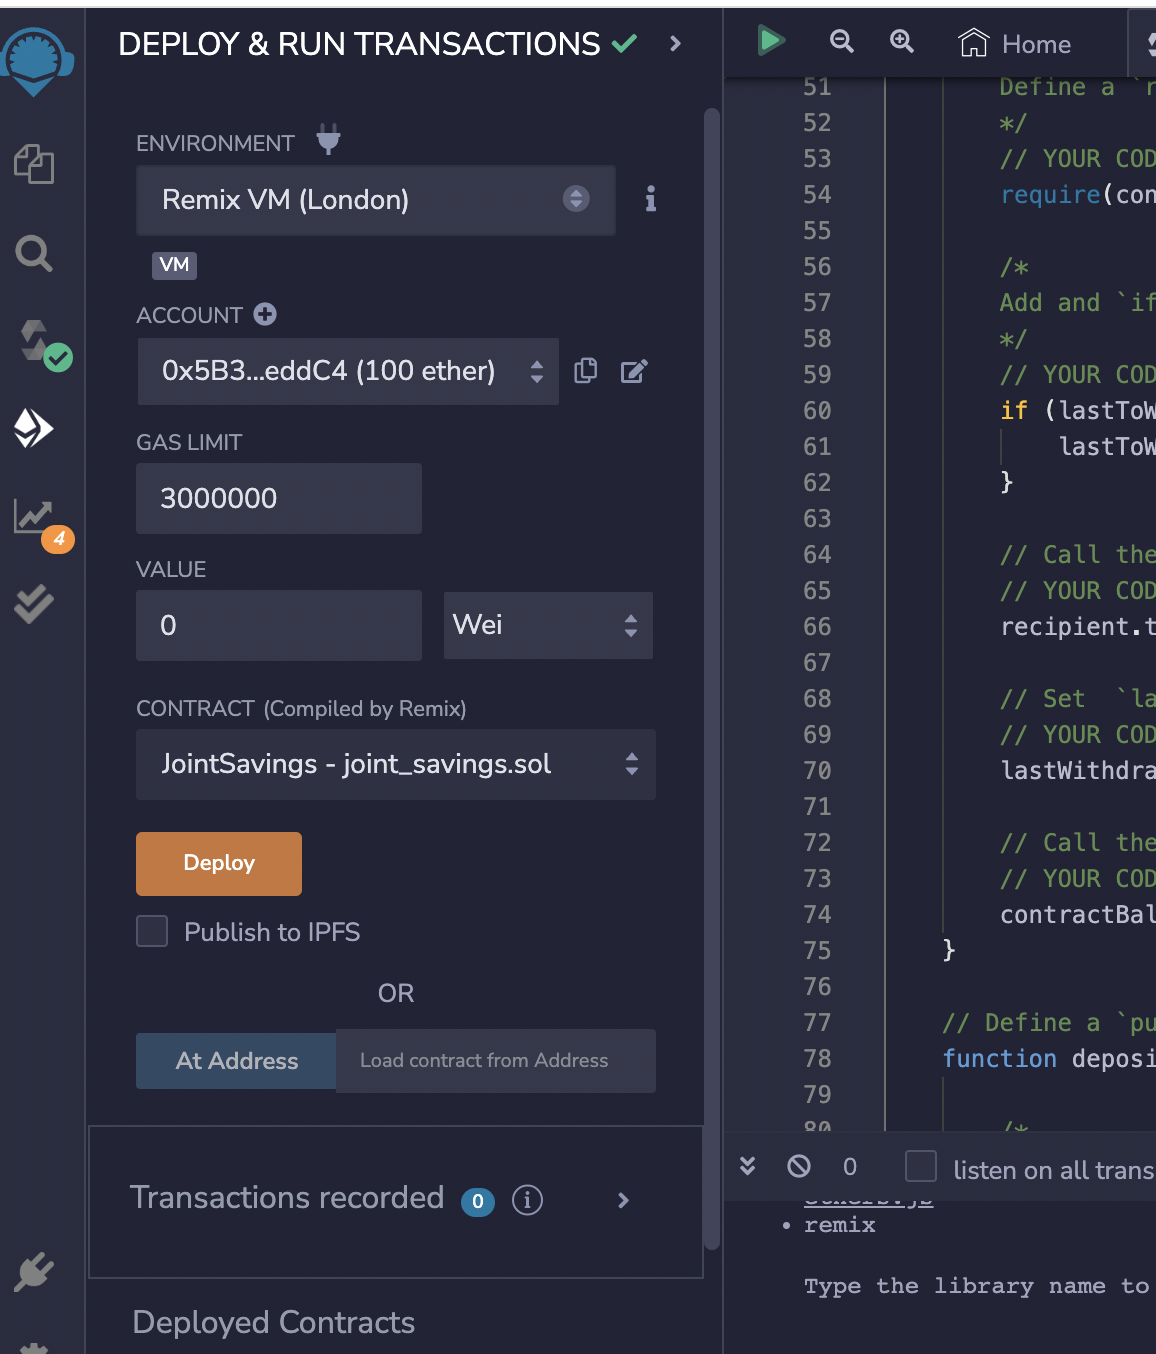 DEPLOY & RUN TRANSACTIONS
ENVIRONMENT
Remix VM (London)
VM
ACCOUNT
0x5B3...eddC4 (100 ether)
GAS LIMIT
3000000
VALUE
0
Wei
CONTRACT (Compiled by Remix)
JointSavings - joint_savings.sol
Deploy
Publish to IPFS
OR
At Address
Load contract from Address
Transactions recorded 0 i
Deployed Contracts
4
Home
51 Define a `r
52 */
53 // YOUR COD
54 require(con
55
56 /*
57 Add and `if
58 */
59 // YOUR COD
60 if (lastToW
61 lastToW
62 }
63
64 // Call the
65 // YOUR COD
66 recipient.t
67
68 // Set  `la
69 // YOUR COD
70 lastWithdra
71
72 // Call the
73 // YOUR COD
74 contractBal
75 }
76
77 // Define a `pu
78 function deposi
79
80 /*
0 listen on all trans
• remix
Type the library name to